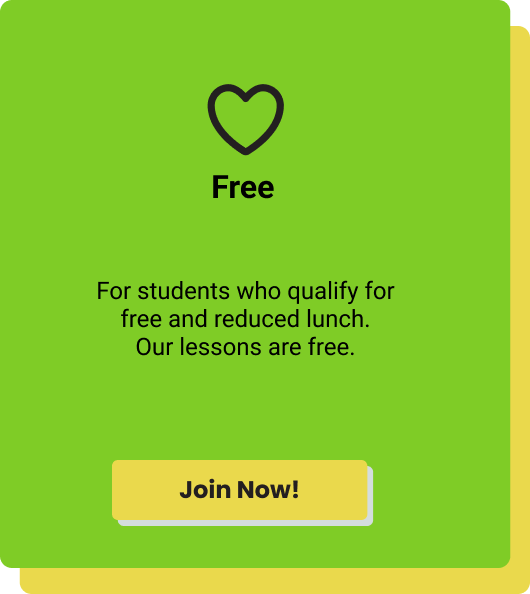 Free
For students who qualify for
free and reduced lunch.
Our lessons are free.
Join Now!